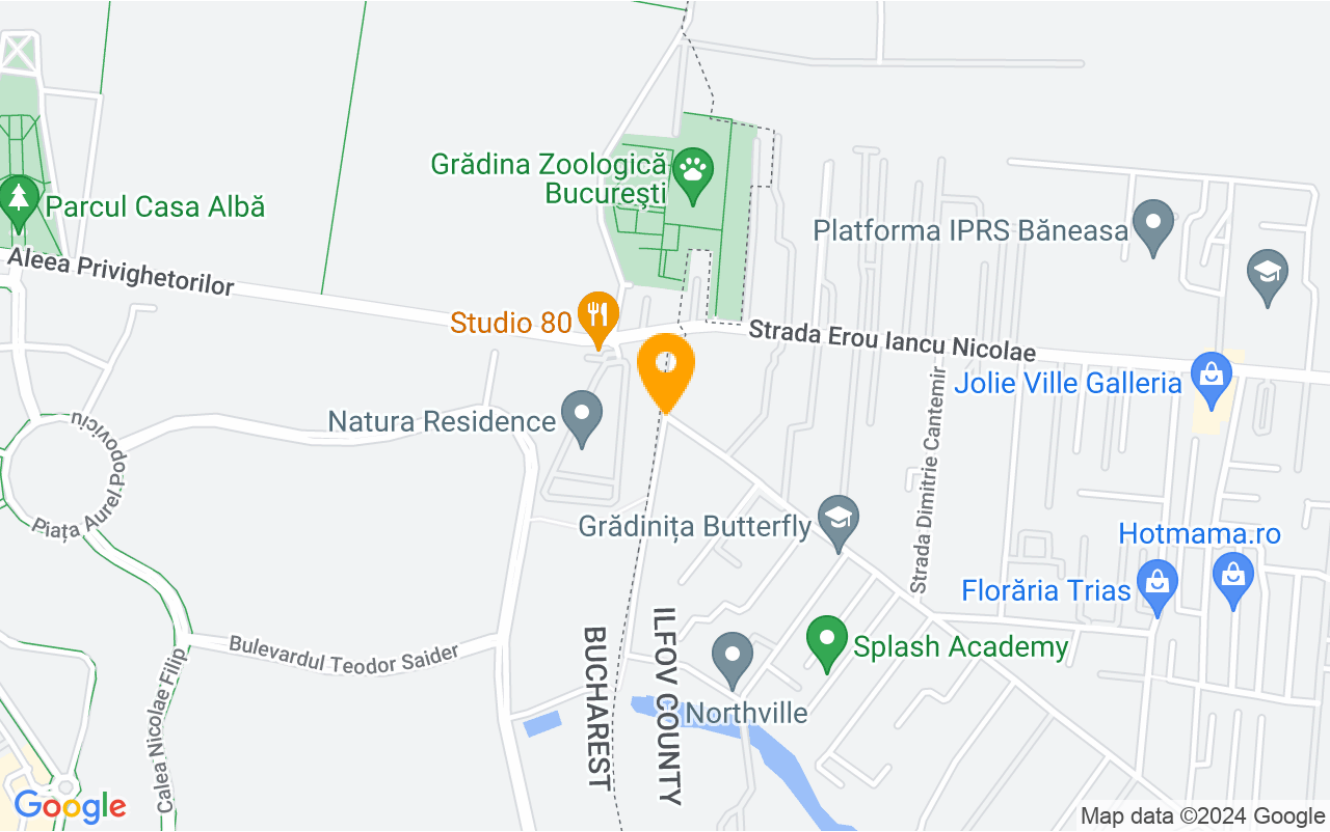 Grădina Zoologică
Bucureşti
Parcul Casa Albă
Platforma IPRS Băneasa
Aleea Privighetorilor
Studio 80
Strada Erou Iancu Nicolae
Jolie Ville Galleria
Natura Residence
Strada Dimitrie Cantemir
Piața Aurel Popoviciu
Grădinița Butterfly
Hotmama.ro
Florăria Trias
BUCHAREST
ILFOV COUNTY
Splash Academy
Bulevardul Teodor Saider
Calea Nicolae Filip
Northville
Google
Map data ©2024 Google